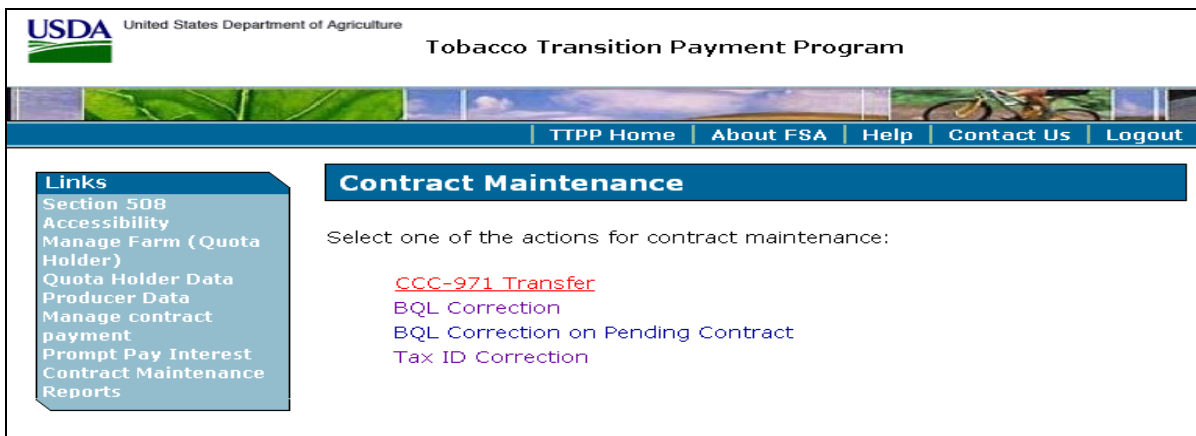 USDA United States Department of Agriculture
Tobacco Transition Payment Program
| TTPP Home | About FSA | Help | Contact Us | Logout
Links
Section 508
Accessibility
Manage Farm (Quota
Holder)
Quota Holder Data
Producer Data
Manage contract
payment
Prompt Pay Interest
Contract Maintenance
Reports
Contract Maintenance
Select one of the actions for contract maintenance:
CCC-971 Transfer
BQL Correction
BQL Correction on Pending Contract
Tax ID Correction